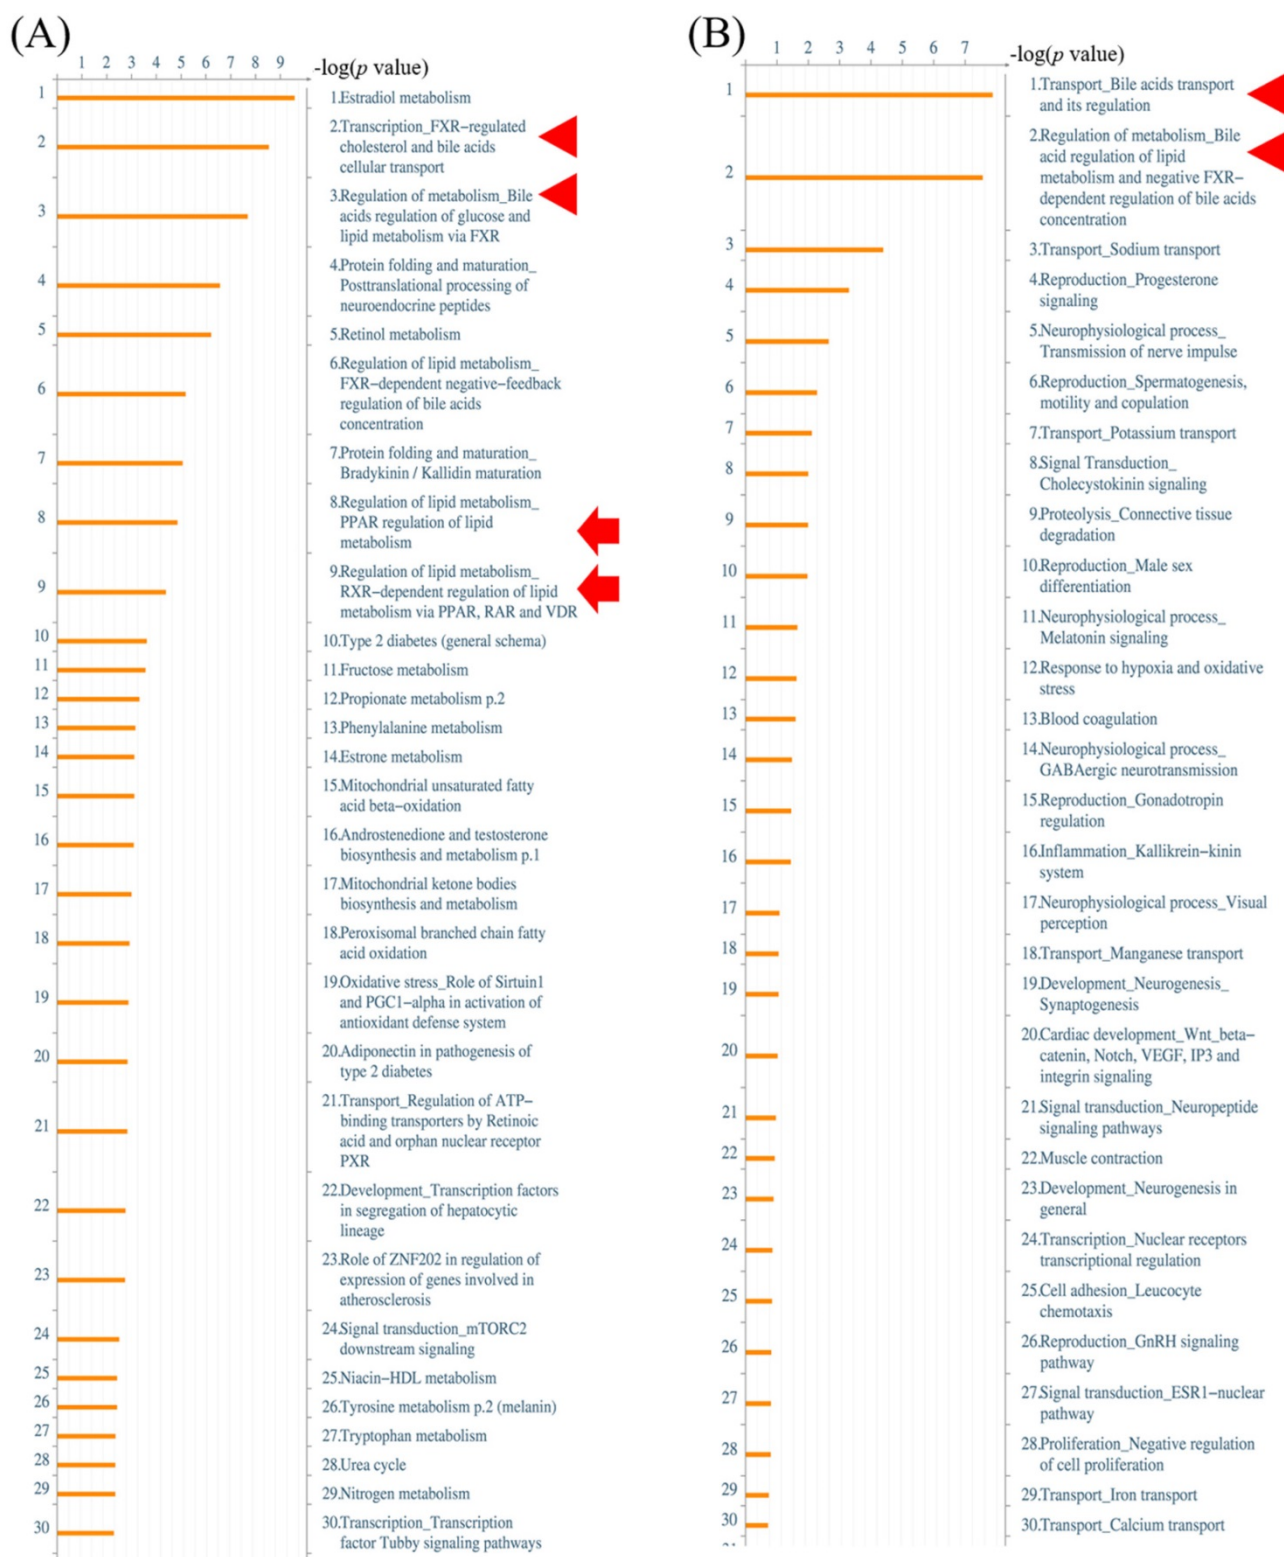 (A)
1 2 3 4 5 6 7 8 9
-log(p value)
1
1.Estradiol metabolism
2
2.Transcription_FXR−regulated
cholesterol and bile acids
cellular transport
3
3.Regulation of metabolism_Bile
acids regulation of glucose and
lipid metabolism via FXR
4
4.Protein folding and maturation_
Posttranslational processing of
neuroendocrine peptides
5
5.Retinol metabolism
6
6.Regulation of lipid metabolism_
FXR−dependent negative−feedback
regulation of bile acids
concentration
7
7.Protein folding and maturation_
Bradykinin / Kallidin maturation
8
8.Regulation of lipid metabolism_
PPAR regulation of lipid
metabolism
9
9.Regulation of lipid metabolism_
RXR−dependent regulation of lipid
metabolism via PPAR, RAR and VDR
10
10.Type 2 diabetes (general schema)
11
11.Fructose metabolism
12
12.Propionate metabolism p.2
13
13.Phenylalanine metabolism
14
14.Estrone metabolism
15
15.Mitochondrial unsaturated fatty
acid beta−oxidation
16
16.Androstenedione and testosterone
biosynthesis and metabolism p.1
17
17.Mitochondrial ketone bodies
biosynthesis and metabolism
18
18.Peroxisomal branched chain fatty
acid oxidation
19
19.Oxidative stress_Role of Sirtuin1
and PGC1−alpha in activation of
antioxidant defense system
20
20.Adiponectin in pathogenesis of
type 2 diabetes
21
21.Transport_Regulation of ATP−
binding transporters by Retinoic
acid and orphan nuclear receptor
PXR
22
22.Development_Transcription factors
in segregation of hepatocytic
lineage
23
23.Role of ZNF202 in regulation of
expression of genes involved in
atherosclerosis
24
24.Signal transduction_mTORC2
downstream signaling
25
25.Niacin−HDL metabolism
26
26.Tyrosine metabolism p.2 (melanin)
27
27.Tryptophan metabolism
28
28.Urea cycle
29
29.Nitrogen metabolism
30
30.Transcription_Transcription
factor Tubby signaling pathways
(B)
1 2 3 4 5 6 7
-log(p value)
1
1.Transport_Bile acids transport
and its regulation
2
2.Regulation of metabolism_Bile
acid regulation of lipid
metabolism and negative FXR−
dependent regulation of bile acids
concentration
3
3.Transport_Sodium transport
4
4.Reproduction_Progesterone
signaling
5
5.Neurophysiological process_
Transmission of nerve impulse
6
6.Reproduction_Spermatogenesis,
motility and copulation
7
7.Transport_Potassium transport
8
8.Signal Transduction_
Cholecystokinin signaling
9
9.Proteolysis_Connective tissue
degradation
10
10.Reproduction_Male sex
differentiation
11
11.Neurophysiological process_
Melatonin signaling
12
12.Response to hypoxia and oxidative
stress
13
13.Blood coagulation
14
14.Neurophysiological process_
GABAergic neurotransmission
15
15.Reproduction_Gonadotropin
regulation
16
16.Inflammation_Kallikrein−kinin
system
17
17.Neurophysiological process_Visual
perception
18
18.Transport_Manganese transport
19
19.Development_Neurogenesis_
Synaptogenesis
20
20.Cardiac development_Wnt_beta−
catenin, Notch, VEGF, IP3 and
integrin signaling
21
21.Signal transduction_Neuropeptide
signaling pathways
22
22.Muscle contraction
23
23.Development_Neurogenesis in
general
24
24.Transcription_Nuclear receptors
transcriptional regulation
25
25.Cell adhesion_Leucocyte
chemotaxis
26
26.Reproduction_GnRH signaling
pathway
27
27.Signal transduction_ESR1−nuclear
pathway
28
28.Proliferation_Negative regulation
of cell proliferation
29
29.Transport_Iron transport
30
30.Transport_Calcium transport